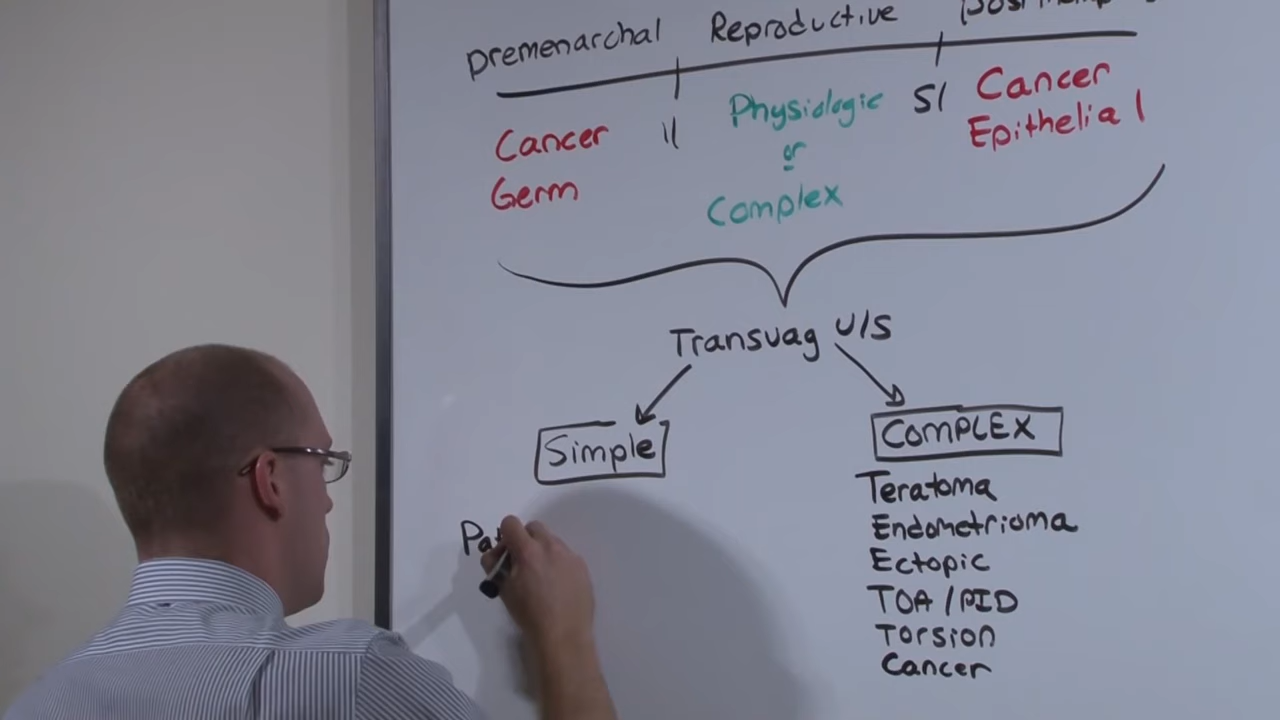 premenarchal Reproductive
Cancer 11 Physiologic 51 Cancer
Germ or Epithelial
Complex
Transvag U/S
Simple COMPLEX
Teratoma
Endometrioma
Ectopic
TOA/PID
Torsion
Cancer